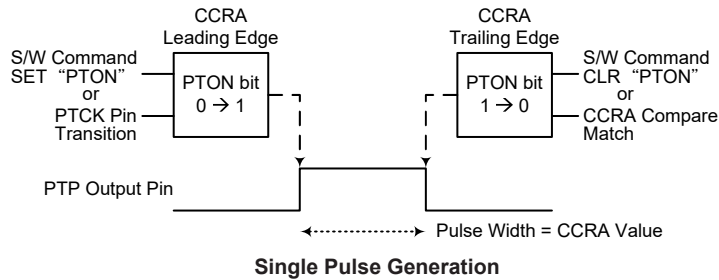 CCRA
Leading Edge
S/W Command
SET “PTON”
or
PTCK Pin
Transition
PTON bit
0 → 1
CCRA
Trailing Edge
PTON bit
1 → 0
S/W Command
CLR “PTON”
or
CCRA Compare
Match
PTP Output Pin
Pulse Width = CCRA Value
Single Pulse Generation